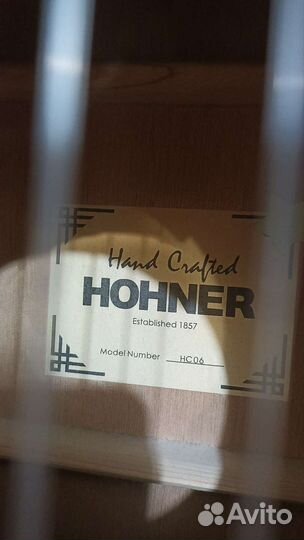 Hand Crafted
HOHNER
Established 1857
Model Number HC06
Avito